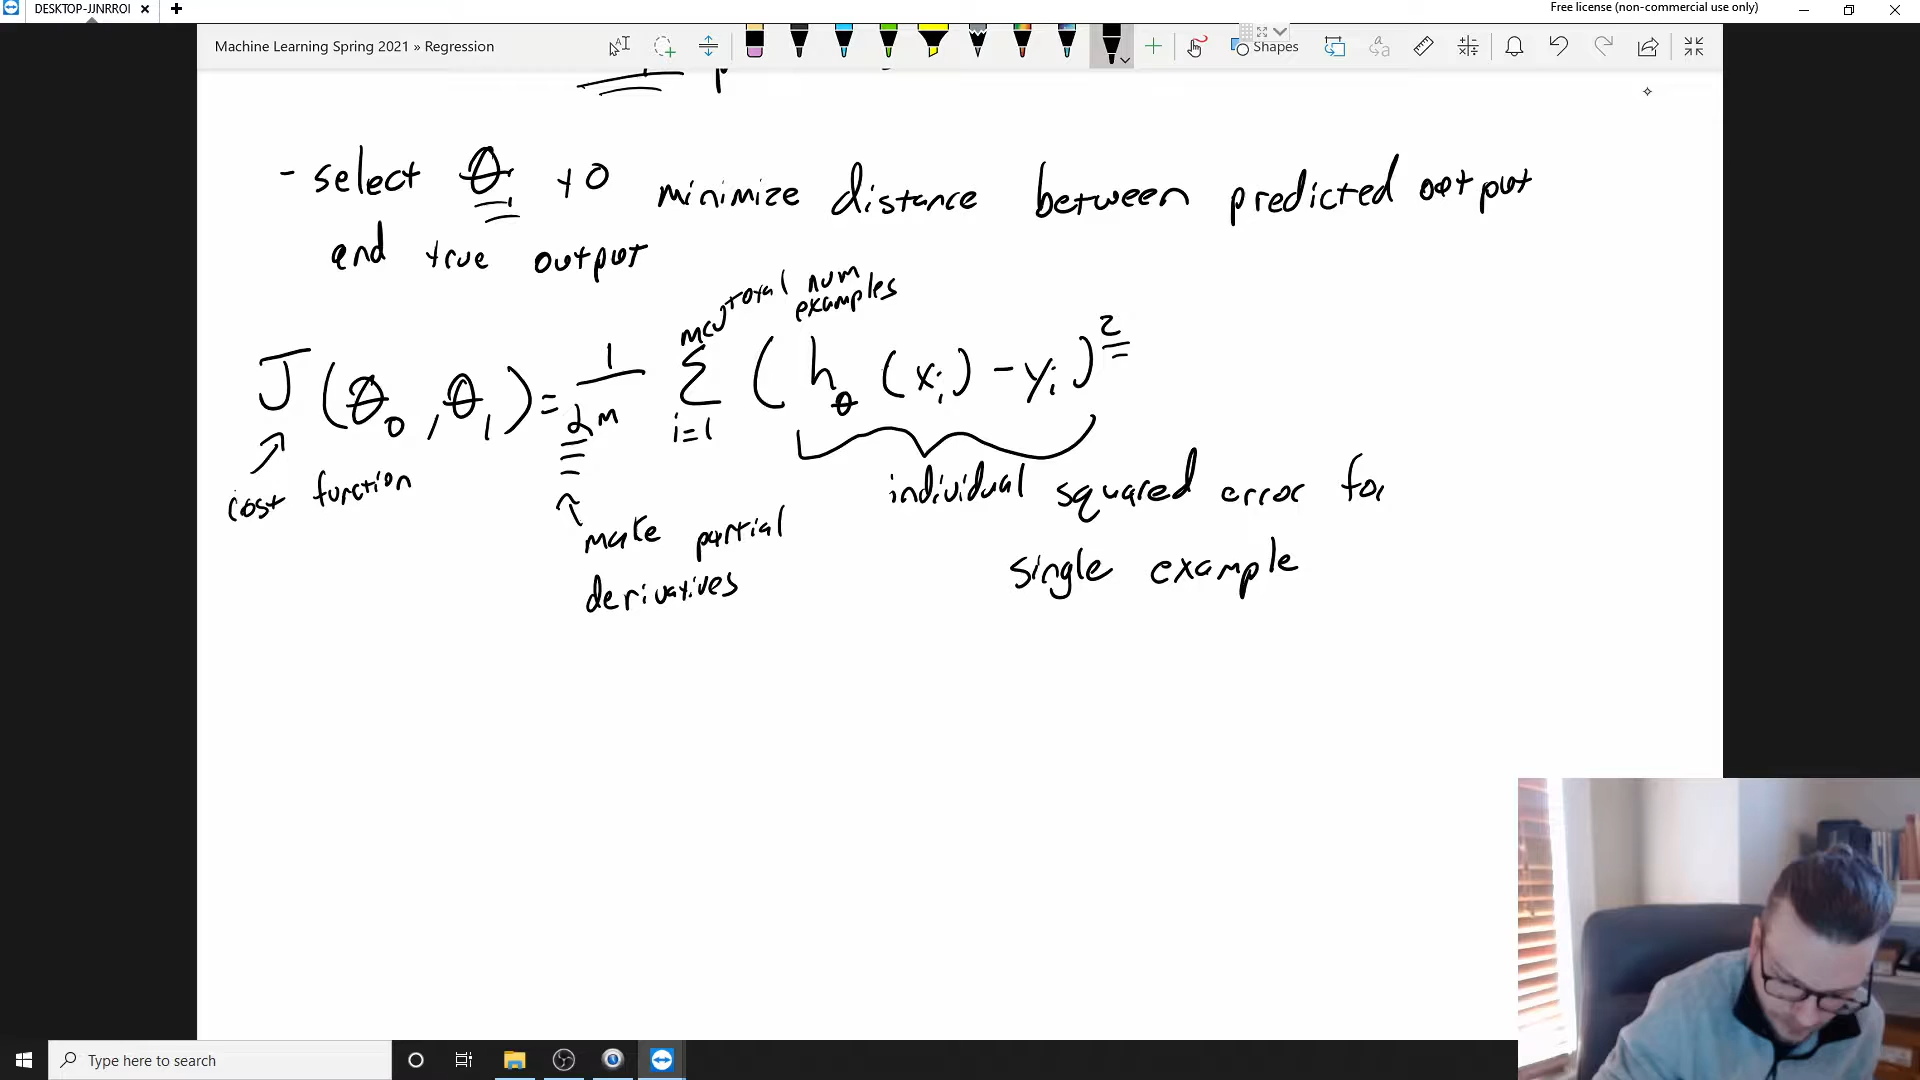 DESKTOP-JJNRROI
Free license (non-commercial use only)
Machine Learning Spring 2021 » Regression
Shapes
- select θ to minimize distance between predicted output
and true output
m total num
examples
J(θ₀, θ₁) = 1/2m Σ (hθ(xᵢ) - yᵢ)²
i=1
cost function
individual squared error for
make partial
derivatives
single example
Type here to search